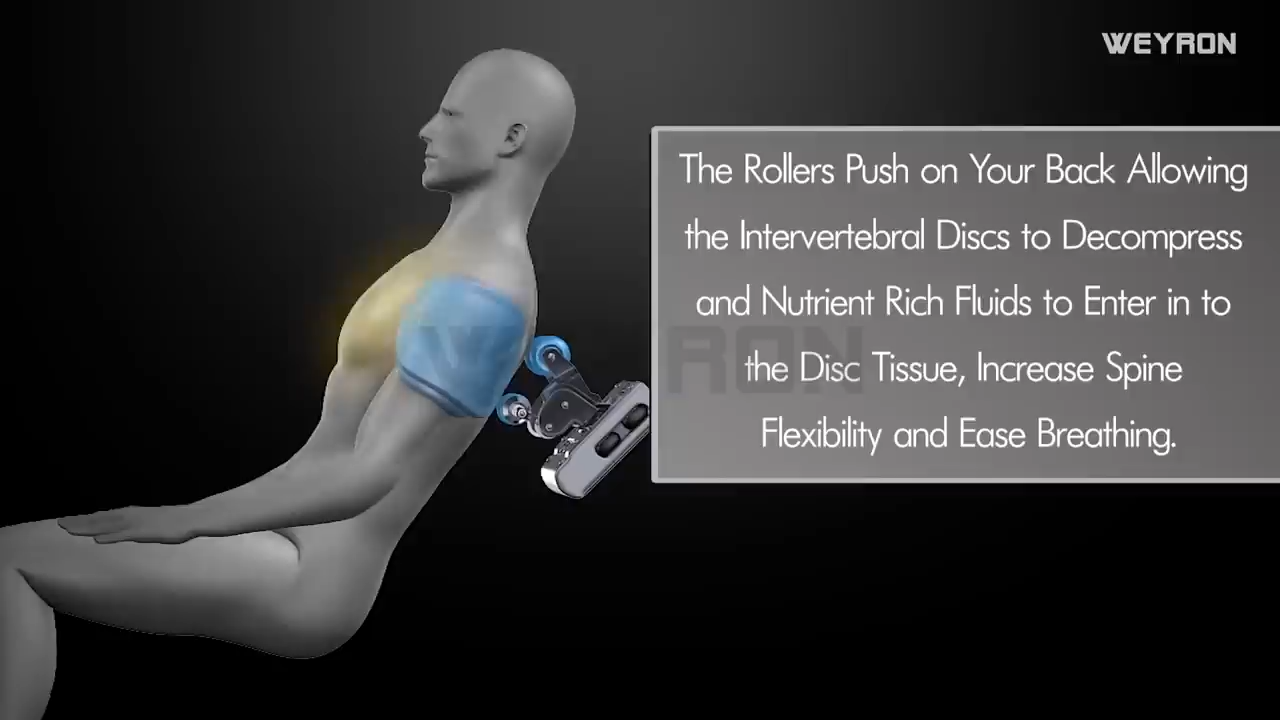 WEYRON
The Rollers Push on Your Back Allowing
the Intervertebral Discs to Decompress
and Nutrient Rich Fluids to Enter in to
the Disc Tissue, Increase Spine
Flexibility and Ease Breathing.
WEYRON